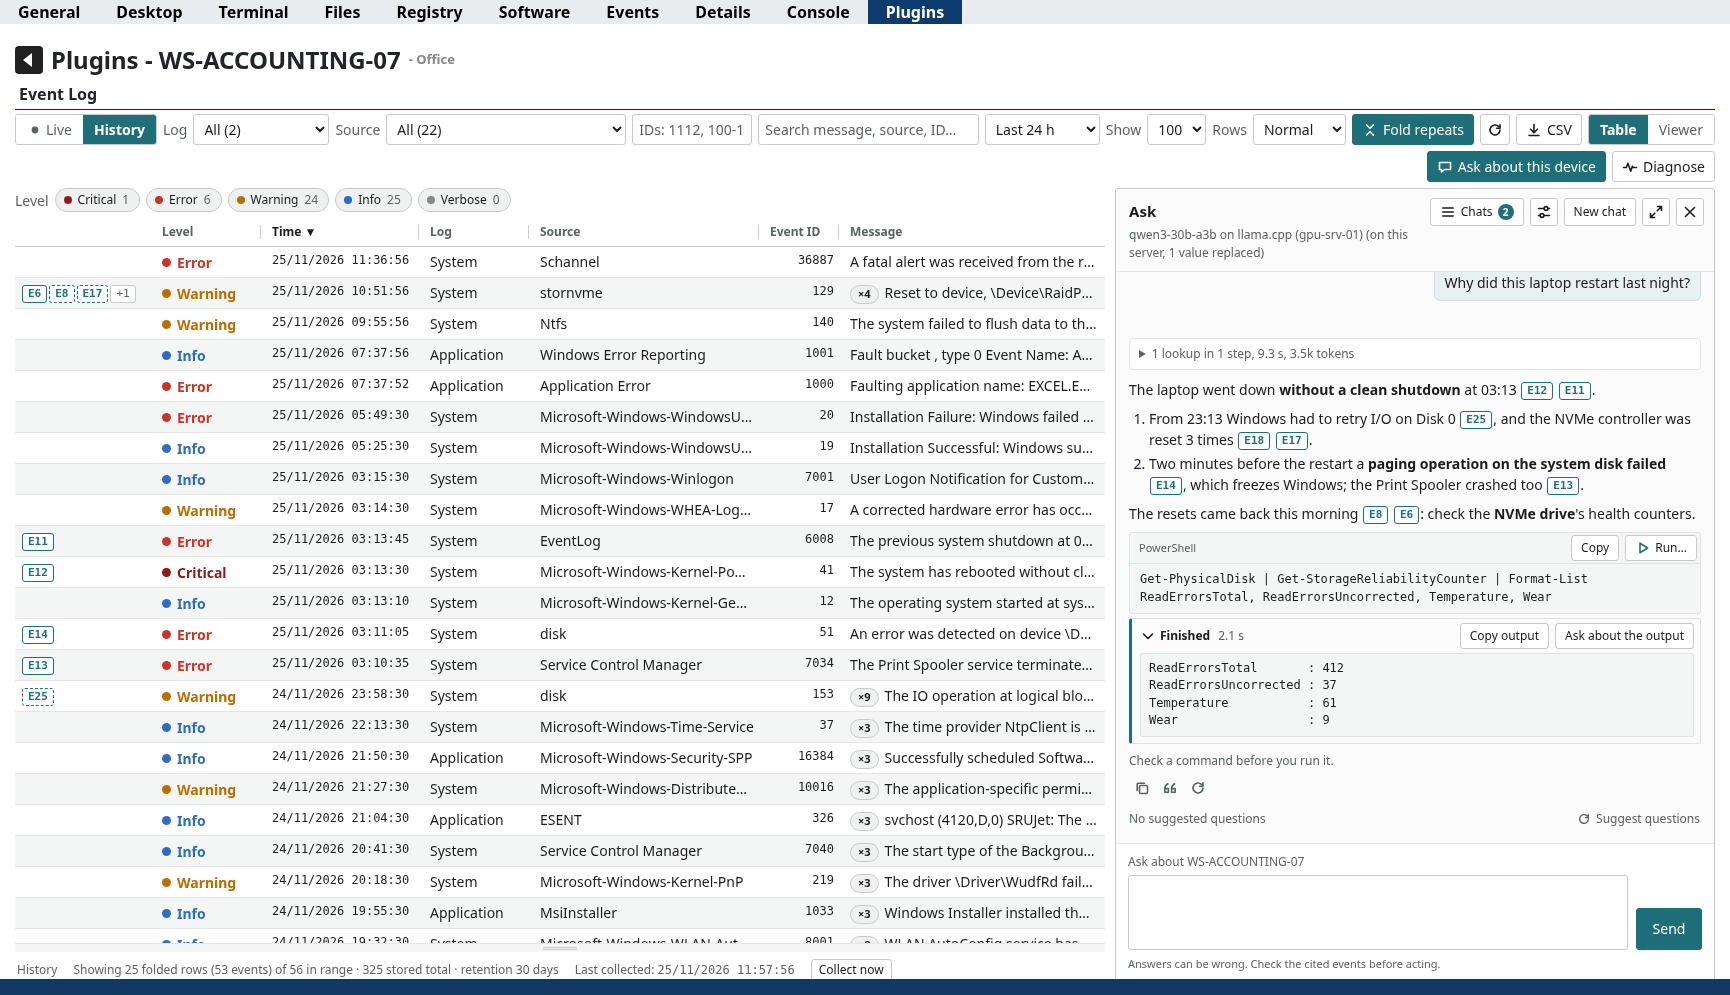 General Desktop Terminal Files Registry Software Events Details Console Plugins
Plugins - WS-ACCOUNTING-07 - Office
Event Log
Live History Log All (2) Source All (22) IDs: 1112, 100-1 Search message, source, ID... Last 24 h Show 100 Rows Normal Fold repeats CSV Table Viewer
Ask about this device Diagnose
Level Critical 1 Error 6 Warning 24 Info 25 Verbose 0
Level Time ▼ Log Source Event ID Message
Error 25/11/2026 11:36:56 System Schannel 36887 A fatal alert was received from the r...
E6 E8 E17 +1 Warning 25/11/2026 10:51:56 System stornvme 129 ×4 Reset to device, \Device\RaidP...
Warning 25/11/2026 09:55:56 System Ntfs 140 The system failed to flush data to th...
Info 25/11/2026 07:37:56 Application Windows Error Reporting 1001 Fault bucket , type 0 Event Name: A...
Error 25/11/2026 07:37:52 Application Application Error 1000 Faulting application name: EXCEL.E...
Error 25/11/2026 05:49:30 System Microsoft-Windows-WindowsU... 20 Installation Failure: Windows failed ...
Info 25/11/2026 05:25:30 System Microsoft-Windows-WindowsU... 19 Installation Successful: Windows su...
Info 25/11/2026 03:15:30 System Microsoft-Windows-Winlogon 7001 User Logon Notification for Custom...
Warning 25/11/2026 03:14:30 System Microsoft-Windows-WHEA-Log... 17 A corrected hardware error has occ...
E11 Error 25/11/2026 03:13:45 System EventLog 6008 The previous system shutdown at 0...
E12 Critical 25/11/2026 03:13:30 System Microsoft-Windows-Kernel-Po... 41 The system has rebooted without cl...
Info 25/11/2026 03:13:10 System Microsoft-Windows-Kernel-Ge... 12 The operating system started at sys...
E14 Error 25/11/2026 03:11:05 System disk 51 An error was detected on device \D...
E13 Error 25/11/2026 03:10:35 System Service Control Manager 7034 The Print Spooler service terminate...
E25 Warning 24/11/2026 23:58:30 System disk 153 ×9 The IO operation at logical blo...
Info 24/11/2026 22:13:30 System Microsoft-Windows-Time-Service 37 ×3 The time provider NtpClient is ...
Info 24/11/2026 21:50:30 Application Microsoft-Windows-Security-SPP 16384 ×3 Successfully scheduled Softwa...
Warning 24/11/2026 21:27:30 System Microsoft-Windows-Distribute... 10016 ×3 The application-specific permi...
Info 24/11/2026 21:04:30 Application ESENT 326 ×3 svchost (4120,D,0) SRUJet: The ...
Info 24/11/2026 20:41:30 System Service Control Manager 7040 ×3 The start type of the Backgrou...
Warning 24/11/2026 20:18:30 System Microsoft-Windows-Kernel-PnP 219 ×3 The driver \Driver\WudfRd fail...
Info 24/11/2026 19:55:30 Application MsiInstaller 1033 ×3 Windows Installer installed th...
Info 24/11/2026 19:32:30 System Microsoft-Windows-WLAN-Aut... 8001 WLAN AutoConfig service has...
History Showing 25 folded rows (53 events) of 56 in range · 325 stored total · retention 30 days Last collected: 25/11/2026 11:57:56 Collect now
Ask Chats 2 New chat
qwen3-30b-a3b on llama.cpp (gpu-srv-01) (on this
server, 1 value replaced)
Why did this laptop restart last night?
1 lookup in 1 step, 9.3 s, 3.5k tokens
The laptop went down without a clean shutdown at 03:13 E12 E11.
1. From 23:13 Windows had to retry I/O on Disk 0 E25, and the NVMe controller was
reset 3 times E18 E17.
2. Two minutes before the restart a paging operation on the system disk failed
E14, which freezes Windows; the Print Spooler crashed too E13.
The resets came back this morning E8 E6: check the NVMe drive's health counters.
PowerShell Copy Run...
Get-PhysicalDisk | Get-StorageReliabilityCounter | Format-List
ReadErrorsTotal, ReadErrorsUncorrected, Temperature, Wear
Finished 2.1 s Copy output Ask about the output
ReadErrorsTotal : 412
ReadErrorsUncorrected : 37
Temperature : 61
Wear : 9
Check a command before you run it.
No suggested questions Suggest questions
Ask about WS-ACCOUNTING-07
Send
Answers can be wrong. Check the cited events before acting.